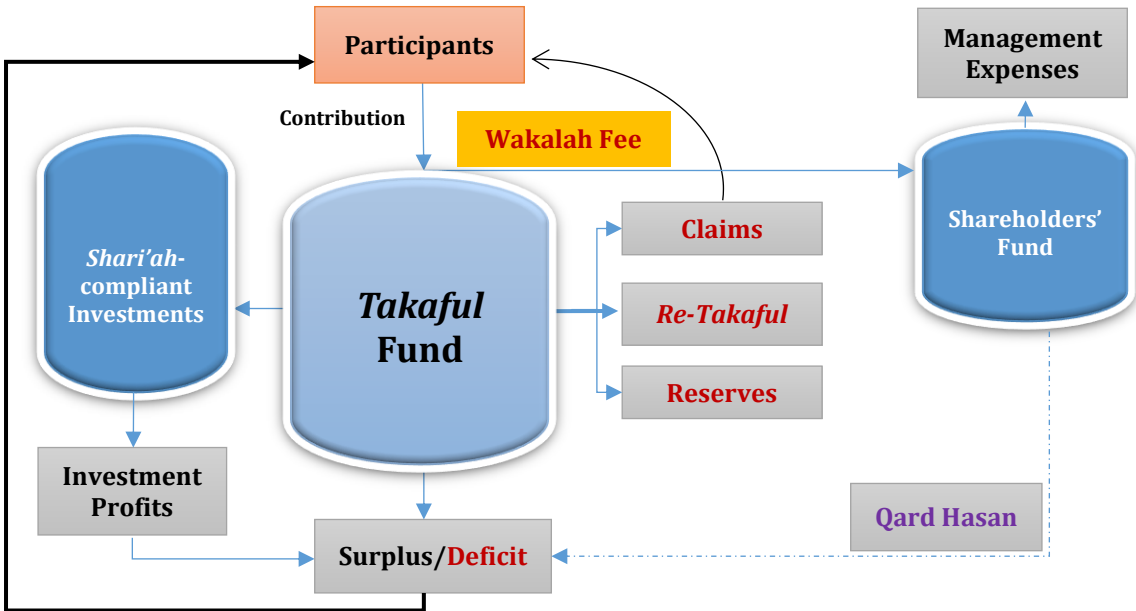 Participants
Management
Expenses
Contribution
Wakalah Fee
Shari’ah-
compliant
Investments
Takaful
Fund
Claims
Re-Takaful
Reserves
Shareholders’
Fund
Investment
Profits
Surplus/Deficit
Qard Hasan